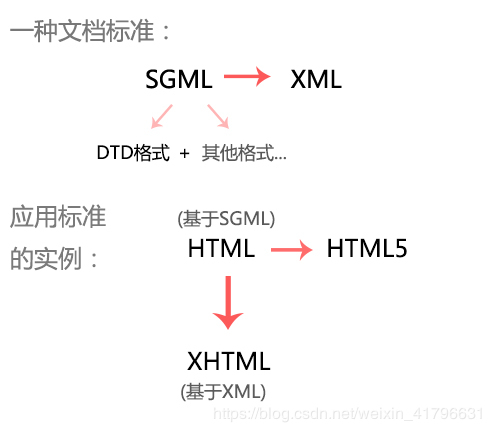 一种文档标准：
SGML XML
DTD格式 + 其他格式...
应用标准
的实例：
(基于SGML)
HTML HTML5
XHTML
(基于XML)
https://blog.csdn.net/weixin_41796631